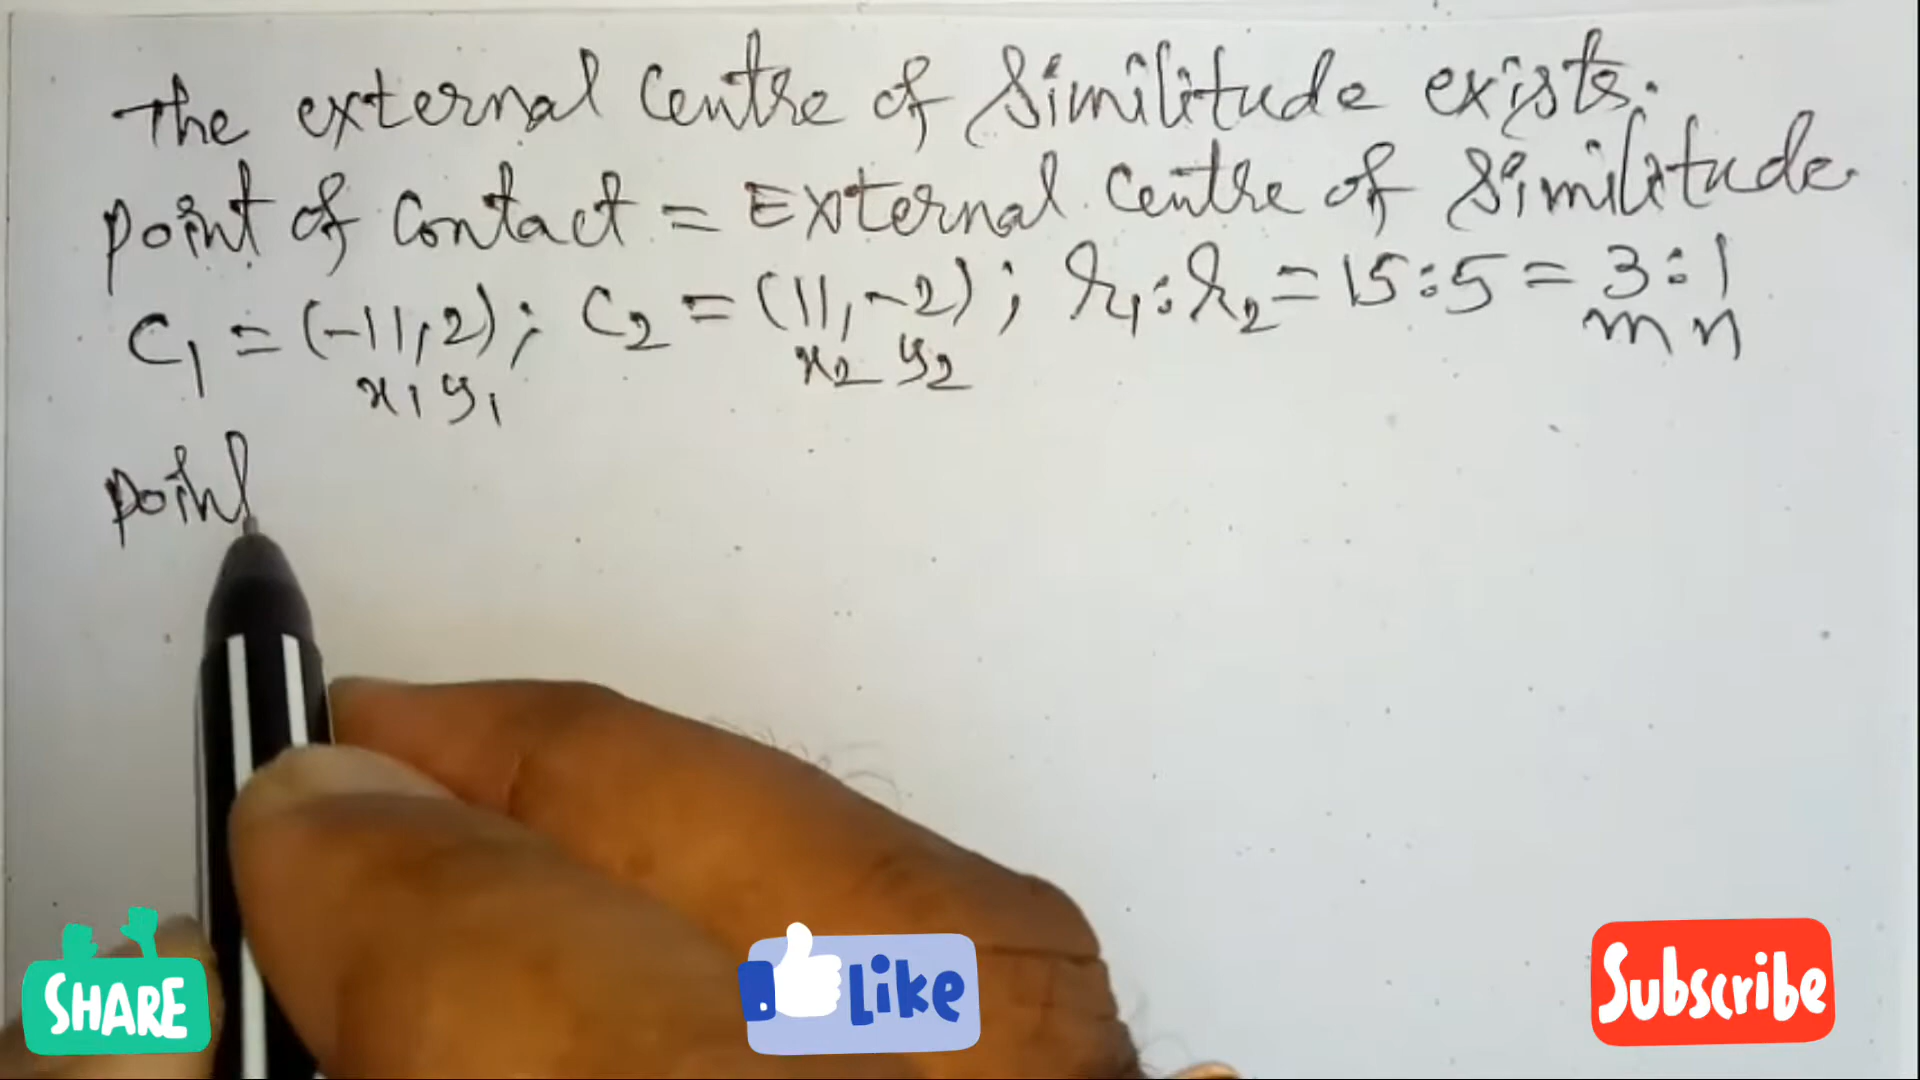 The external Centre of Similitude exists.
point of Contact = External Centre of Similitude
C₁ = (-11, 2); C₂ = (11, -2); r₁ : r₂ = 15 : 5 = 3 : 1
x₁ y₁ x₂ y₂ m n
point
SHARE
Like
Subscribe